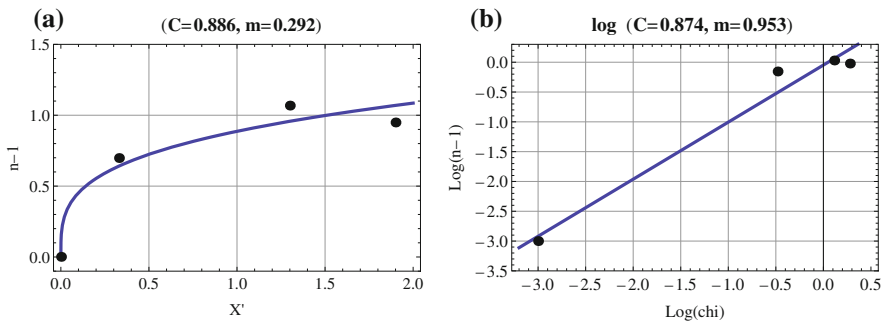 (a)
(C=0.886, m=0.292)
1.5
1.0
0.5
0.0
n−1
0.0 0.5 1.0 1.5 2.0
X'
(b)
log (C=0.874, m=0.953)
0.0
−0.5
−1.0
−1.5
−2.0
−2.5
−3.0
−3.5
Log(n−1)
−3.0 −2.5 −2.0 −1.5 −1.0 −0.5 0.0 0.5
Log(chi)